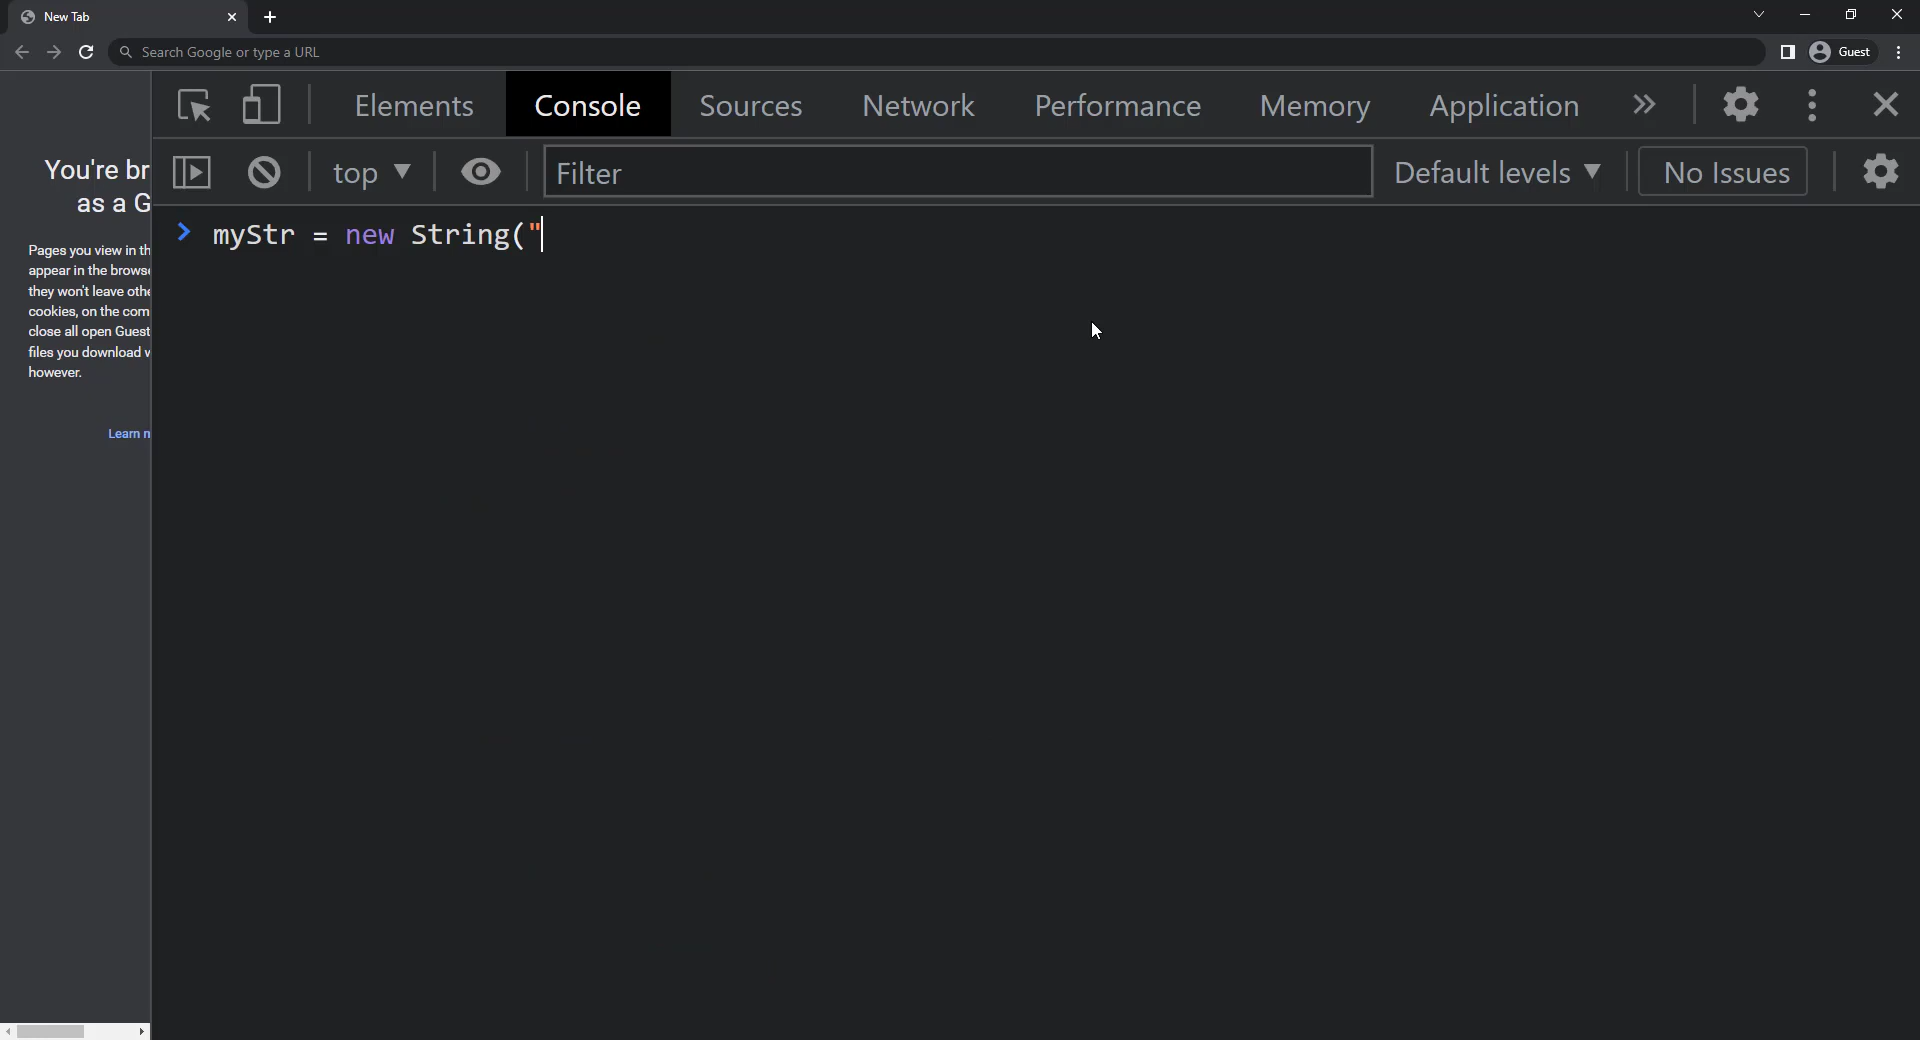 New Tab
Search Google or type a URL
Guest
Elements
Console
Sources
Network
Performance
Memory
Application
top
Filter
Default levels
No Issues
You're br
as a G
Pages you view in th
appear in the brows
they won't leave othe
cookies, on the com
close all open Guest
files you download w
however.
Learn n
myStr = new String("